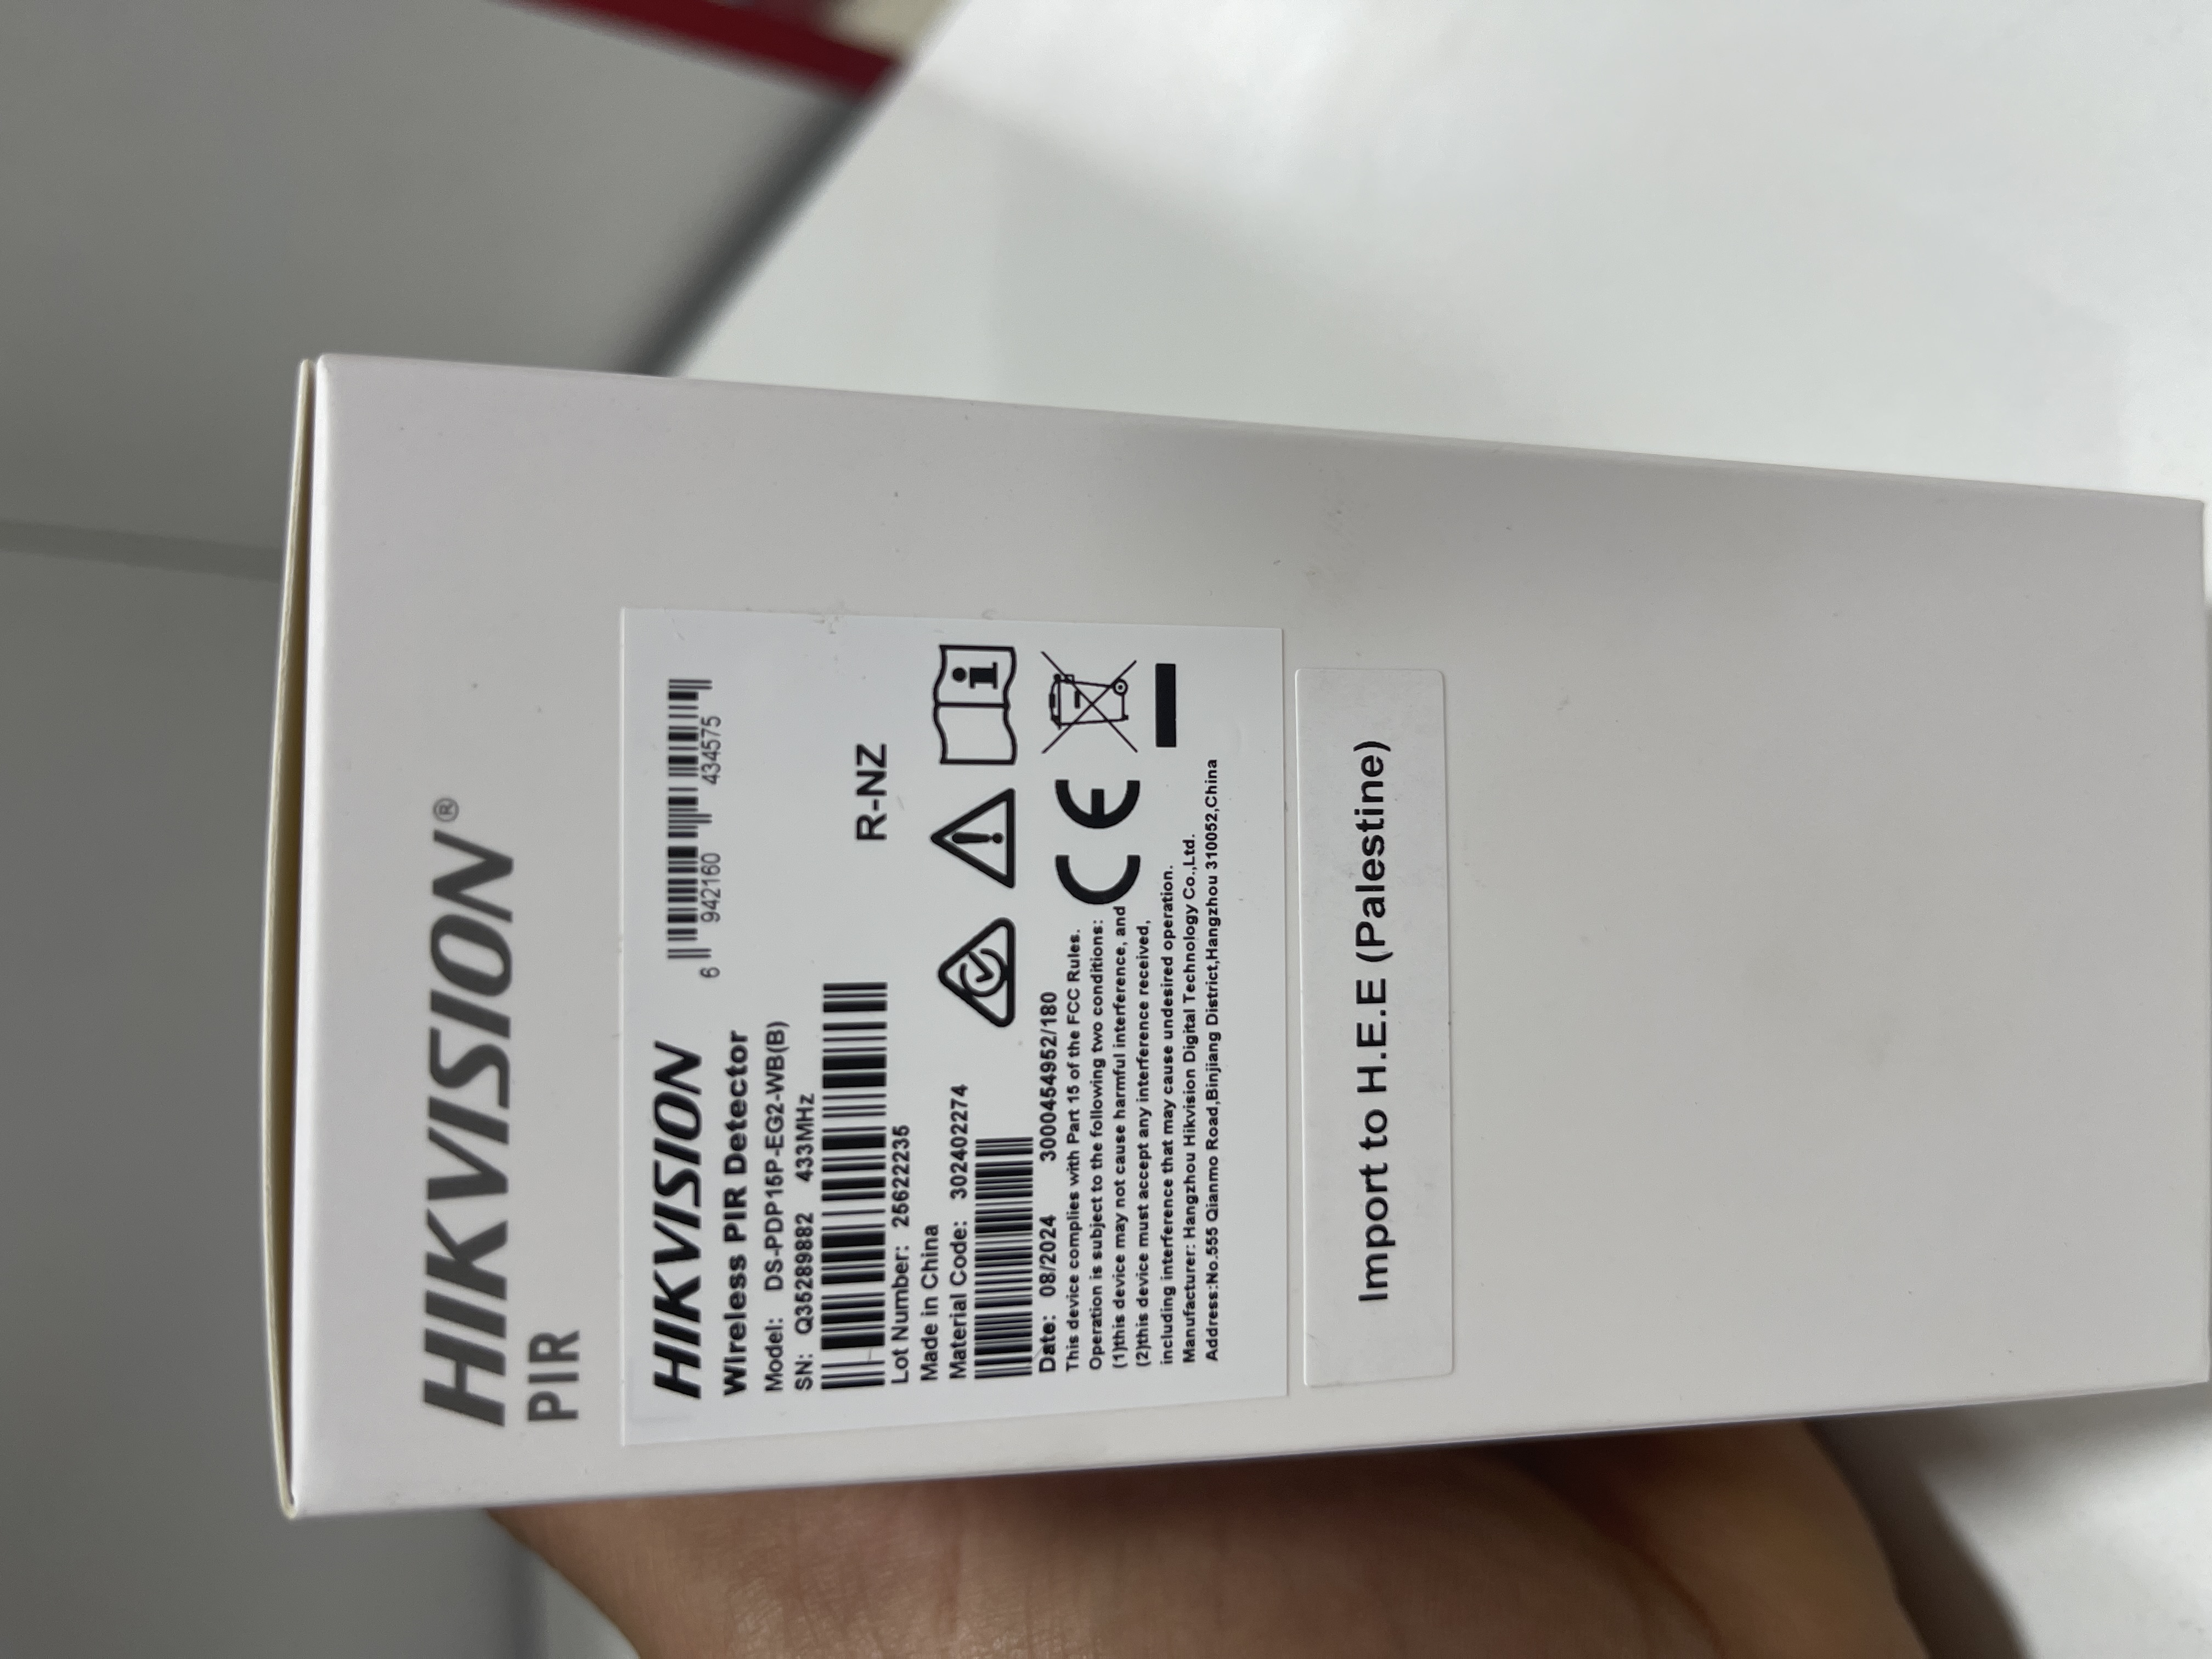 HIKVISION®
PIR
HIKVISION
6 942160 434575
Wireless PIR Detector
Model: DS-PDP15P-EG2-WB(B)
SN: Q35289882 433MHz
R-NZ
Lot Number: 25622235
Made in China
Material Code: 302402274
Date: 08/2024 3000454952/180
This device complies with Part 15 of the FCC Rules.
Operation is subject to the following two conditions:
(1)this device may not cause harmful interference, and
(2)this device must accept any interference received,
including interference that may cause undesired operation.
Manufacturer: Hangzhou Hikvision Digital Technology Co.,Ltd.
Address:No.555 Qianmo Road,Binjiang District,Hangzhou 310052,China
CE
Import to H.E.E (Palestine)